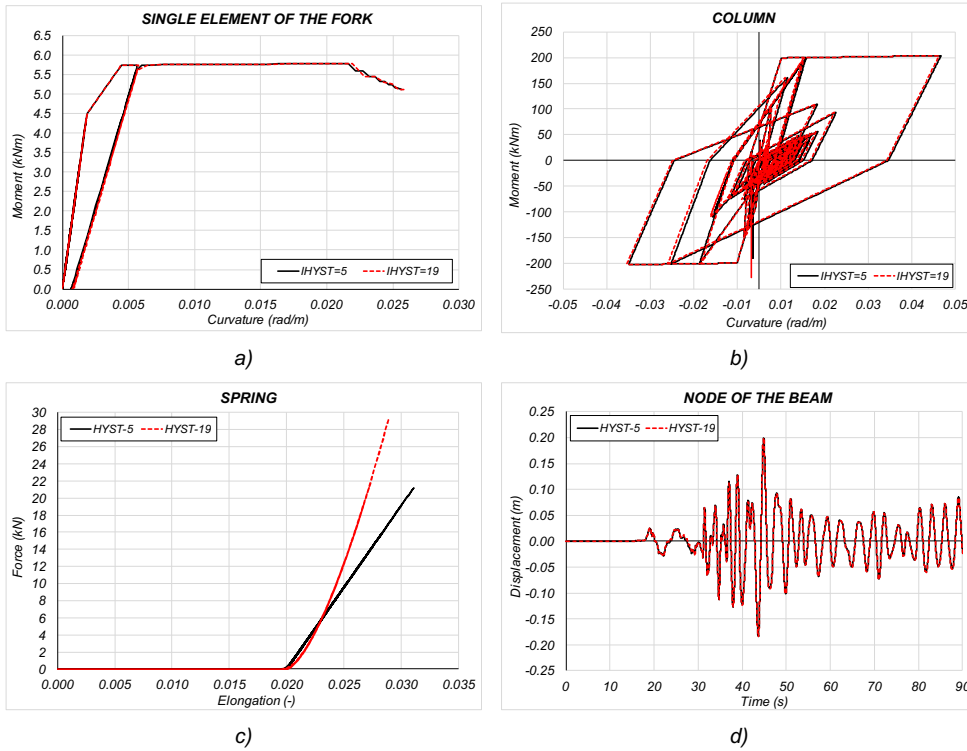 SINGLE ELEMENT OF THE FORK
6.5
6.0
5.5
5.0
4.5
4.0
3.5
3.0
2.5
2.0
1.5
1.0
0.5
0.0
Moment (kNm)
IHYST=5 IHYST=19
0.000 0.005 0.010 0.015 0.020 0.025 0.030
Curvature (rad/m)
a)
COLUMN
250
200
150
100
50
0
-50
-100
-150
-200
-250
Moment (kNm)
IHYST=5 IHYST=19
-0.05 -0.04 -0.03 -0.02 -0.01 0.01 0.02 0.03 0.04 0.05
Curvature (rad/m)
b)
SPRING
HYST-5 HYST-19
30
28
26
24
22
20
18
16
14
12
10
8
6
4
2
0
Force (kN)
0.000 0.005 0.010 0.015 0.020 0.025 0.030 0.035
Elongation (-)
c)
NODE OF THE BEAM
HYST-5 HYST-19
0.25
0.20
0.15
0.10
0.05
0.00
-0.05
-0.10
-0.15
-0.20
-0.25
Displacement (m)
0 10 20 30 40 50 60 70 80 90
Time (s)
d)